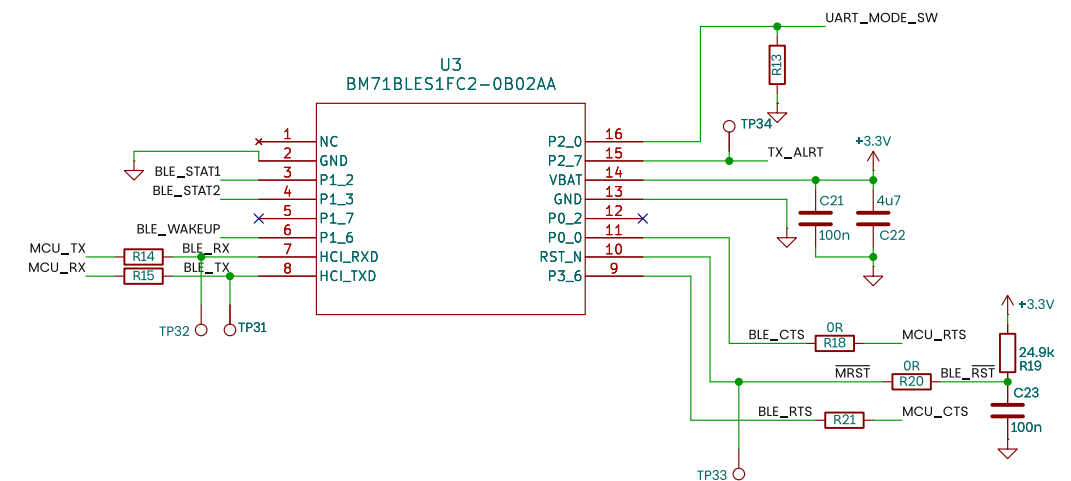 UART_MODE_SW
U3
BM71BLES1FC2-0B02AA
R13
1 NC
2 GND
BLE_STAT1 3 P1_2
BLE_STAT2 4 P1_3
5 P1_7
BLE_WAKEUP 6 P1_6
MCU_TX R14 BLE_RX 7 HCI_RXD
MCU_RX R15 BLE_TX 8 HCI_TXD
TP32 TP31
P2_0 16
P2_7 15 TP34 TX_ALRT
VBAT 14 +3.3V
GND 13
P0_2 12
P0_0 11
RST_N 10
P3_6 9
C21 4u7
100n C22
+3.3V
0R
BLE_CTS R18 MCU_RTS
24.9k
R19
0R
MRST R20 BLE_RST
C23
BLE_RTS R21 MCU_CTS
100n
TP33